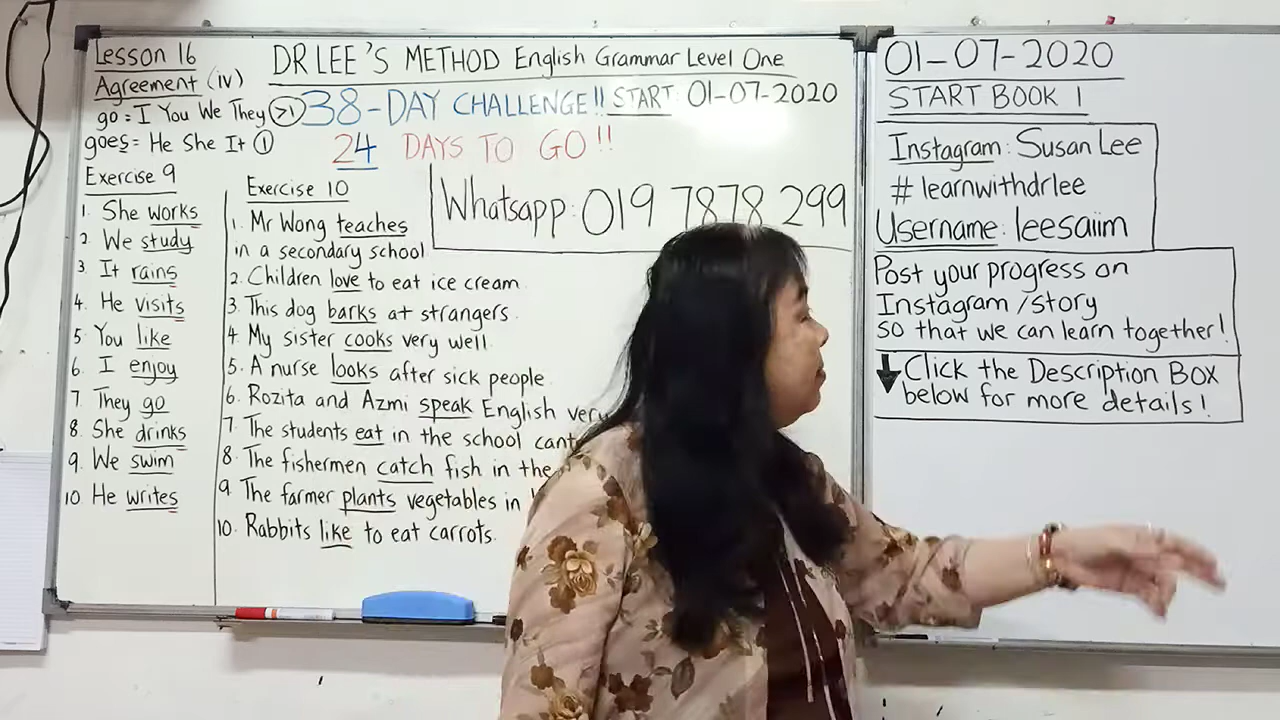 Lesson 16
Agreement (iv)
go = I You We They >1
goes = He She It 1
DR LEE'S METHOD English Grammar Level One
38-DAY CHALLENGE!! START: 01-07-2020
24 DAYS TO GO!!
Whatsapp: 019 7878 299
Exercise 9
1. She works
2. We study
3. It rains
4. He visits
5. You like
6. I enjoy
7. They go
8. She drinks
9. We swim
10 He writes
Exercise 10
1. Mr Wong teaches
in a secondary school
2. Children love to eat ice cream
3. This dog barks at strangers.
4. My sister cooks very well.
5. A nurse looks after sick people
6. Rozita and Azmi speak English very
7. The students eat in the school
8. The fishermen catch fish in the
9. The farmer plants vegetables in
10. Rabbits like to eat carrots.
01-07-2020
START BOOK 1
Instagram: Susan Lee
# learnwithdrlee
Username: leesaiim
Post your progress on
Instagram /story
so that we can learn together!
Click the Description Box
below for more details!